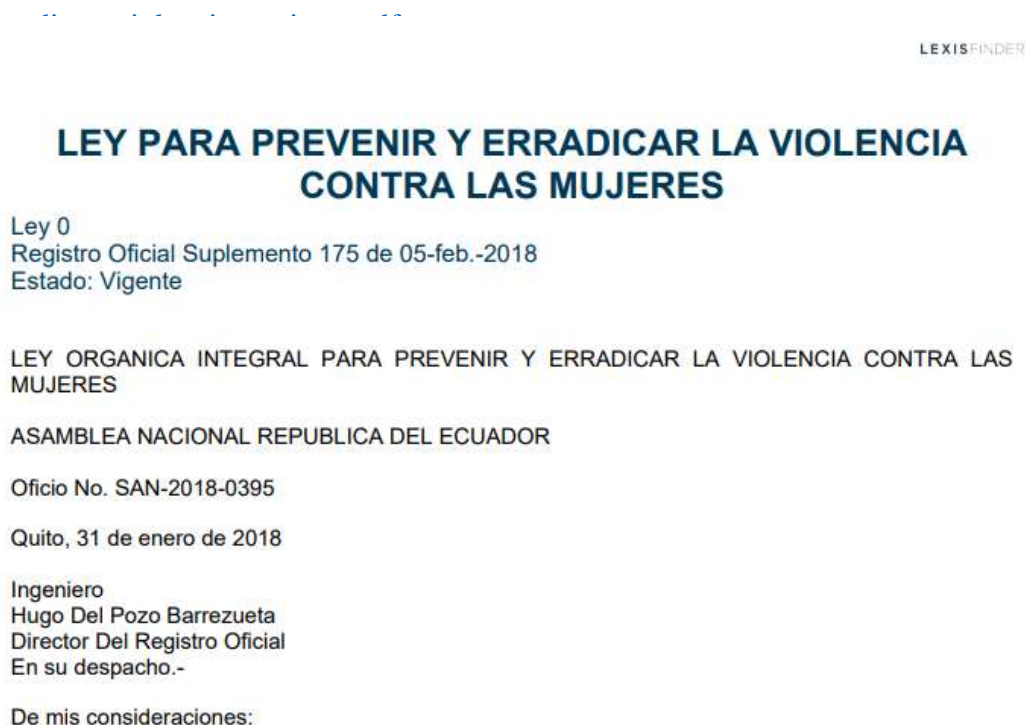 LEXISFINDER
LEY PARA PREVENIR Y ERRADICAR LA VIOLENCIA
CONTRA LAS MUJERES
Ley 0
Registro Oficial Suplemento 175 de 05-feb.-2018
Estado: Vigente
LEY ORGANICA INTEGRAL PARA PREVENIR Y ERRADICAR LA VIOLENCIA CONTRA LAS
MUJERES
ASAMBLEA NACIONAL REPUBLICA DEL ECUADOR
Oficio No. SAN-2018-0395
Quito, 31 de enero de 2018
Ingeniero
Hugo Del Pozo Barrezueta
Director Del Registro Oficial
En su despacho.-
De mis consideraciones: